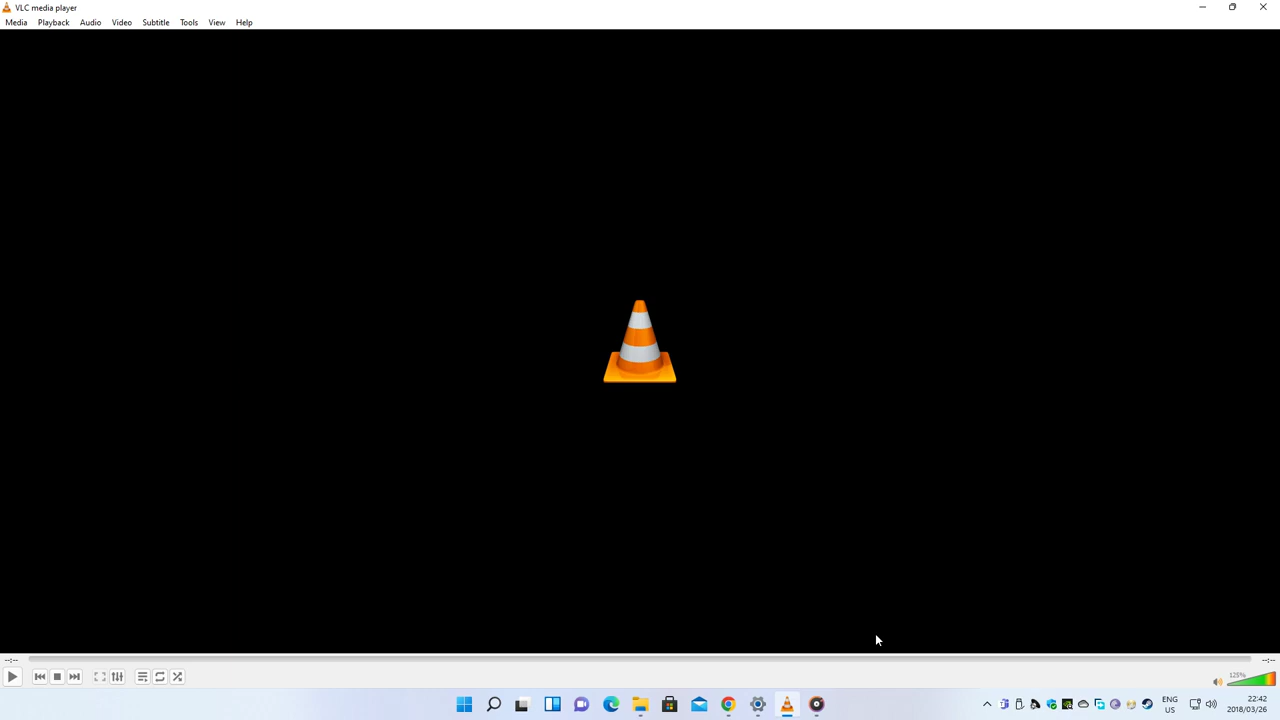 VLC media player
Media Playback Audio Video Subtitle Tools View Help
--:-- --:--
125%
ENG 22:42
US 2018/03/26